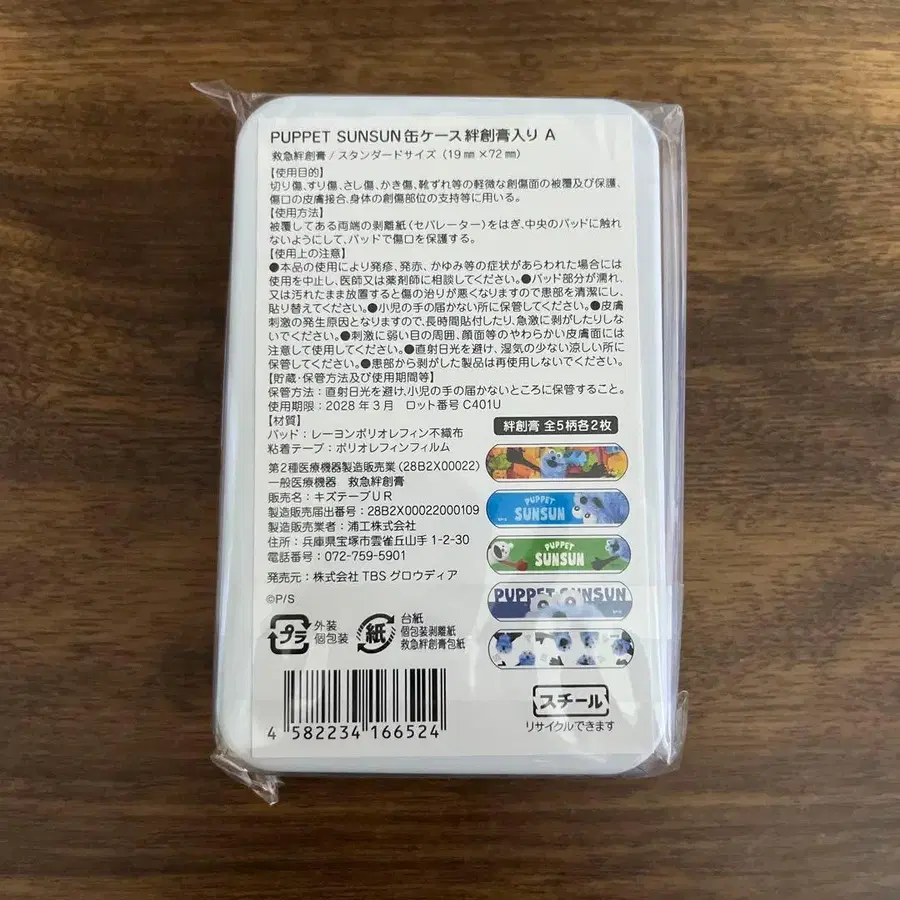 PUPPET SUNSUN缶ケース絆創膏入り A
救急絆創膏/スタンダードサイズ(19㎜×72㎜)
【使用目的】
切り傷、すり傷、さし傷、かき傷、靴ずれ等の軽微な創傷面の被覆及び保護、
傷口の皮膚接合、身体の創傷部位の支持等に用いる。
【使用方法】
被覆してある両端の剥離紙(セパレーター)をはぎ、中央のパッドに触れ
ないようにして、パッドで傷口を保護する。
【使用上の注意】
●本品の使用により発疹、発赤、かゆみ等の症状があらわれた場合には
使用を中止し、医師又は薬剤師に相談してください。●パッド部分が濡れ、
又は汚れたまま放置すると傷の治りが悪くなりますので患部を清潔にし、
貼り替えてください。●小児の手の届かない所に保管してください。●皮膚
刺激の発生原因となりますので、長時間貼付したり、急激に剥がしたりしな
いでください。●刺激に弱い目の周囲、顔面等のやわらかい皮膚面には
注意して使用してください。●直射日光を避け、湿気の少ない涼しい所に
保管してください。●患部から剥がした製品は再使用しないでください。
【貯蔵・保管方法及び使用期間等】
保管方法:直射日光を避け、小児の手の届かないところに保管すること。
使用期限:2028年3月 ロット番号 C401U
【材質】
パッド:レーヨンポリオレフィン不織布
粘着テープ:ポリオレフィンフィルム
第2種医療機器製造販売業(28B2X00022)
一般医療機器 救急絆創膏
販売名:キズテープUR
製造販売届出番号:28B2X00022000109
製造販売業者:浦工株式会社
住所:兵庫県宝塚市雲雀丘山手1-2-30
電話番号:072-759-5901
発売元:株式会社TBSグロウディア
©P/S
絆創膏 全5柄各2枚
PUPPET
SUNSUN
PUPPET
SUNSUN
PUPPET SUNSUN
プラ
外装
個包装
紙
台紙
個包装剥離紙
救急絆創膏包紙
4 582234 166524
スチール
リサイクルできます